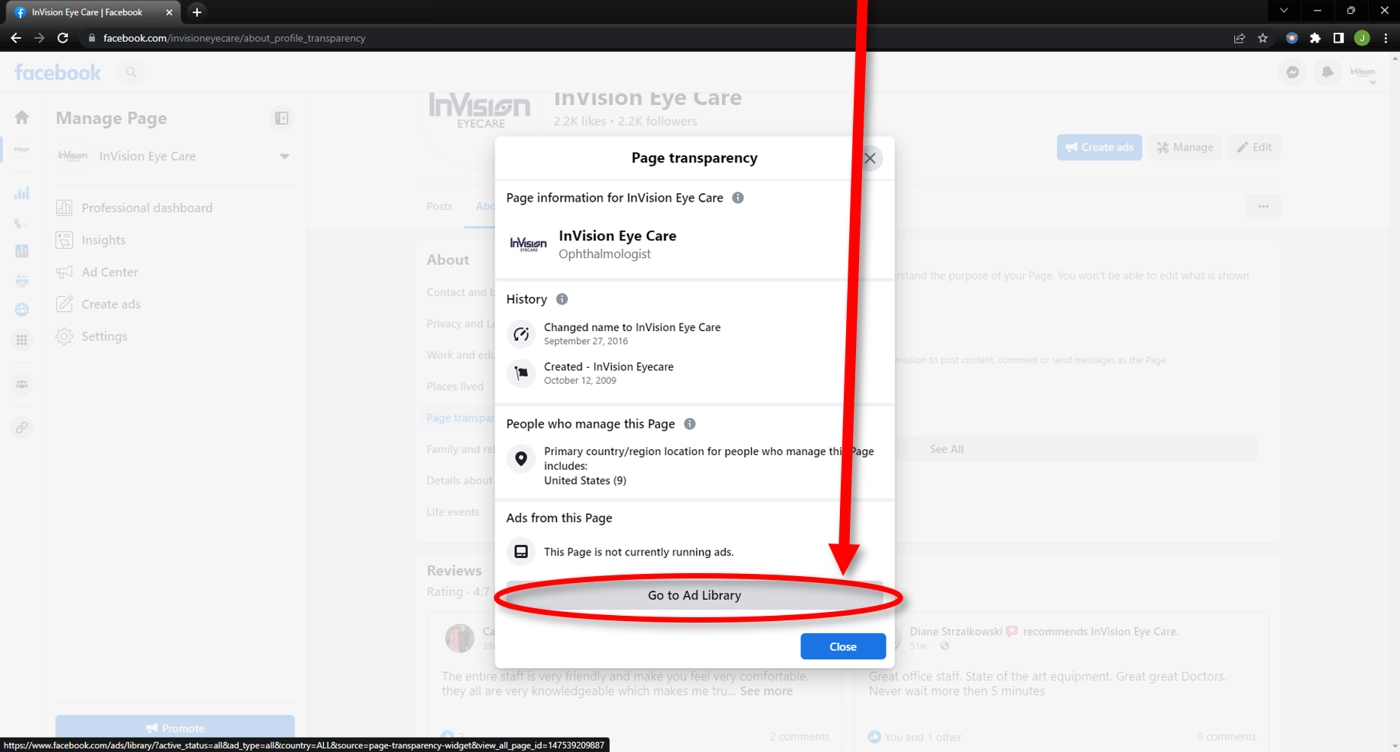 InVision Eye Care | Facebook
facebook.com/invisioneyecare/about_profile_transparency
J
facebook
InVision
Manage Page
InVision Eye Care
Professional dashboard
Insights
Ad Center
Create ads
Settings
Promote
InVision
EYECARE
InVision Eye Care
2.2K likes • 2.2K followers
Create ads
Manage
Edit
Posts
Abo
About
Contact and b
Privacy and Le
Work and edu
Places lived
Page transpar
Family and rel
Details about
Life events
erstand the purpose of your Page. You won't be able to edit what is shown
mission to post content, comment or send messages as the Page.
See All
Page transparency
Page information for InVision Eye Care
InVision
EYECARE
InVision Eye Care
Ophthalmologist
History
Changed name to InVision Eye Care
September 27, 2016
Created - InVision Eyecare
October 12, 2009
People who manage this Page
Primary country/region location for people who manage this Page
includes:
United States (9)
Ads from this Page
This Page is not currently running ads.
Go to Ad Library
Close
Reviews
Rating · 4.7
Ca
The entire staff is very friendly and make you feel very comfortable.
they all are very knowledgeable which makes me tru... See more
2
2 comments
Diane Strzalkowski recommends InVision Eye Care.
51w ·
Great office staff. State of the art equipment. Great great Doctors.
Never wait more then 5 minutes
You and 1 other
0 comments
https://www.facebook.com/ads/library/?active_status=all&ad_type=all&country=ALL&source=page-transparency-widget&view_all_page_id=147539209887